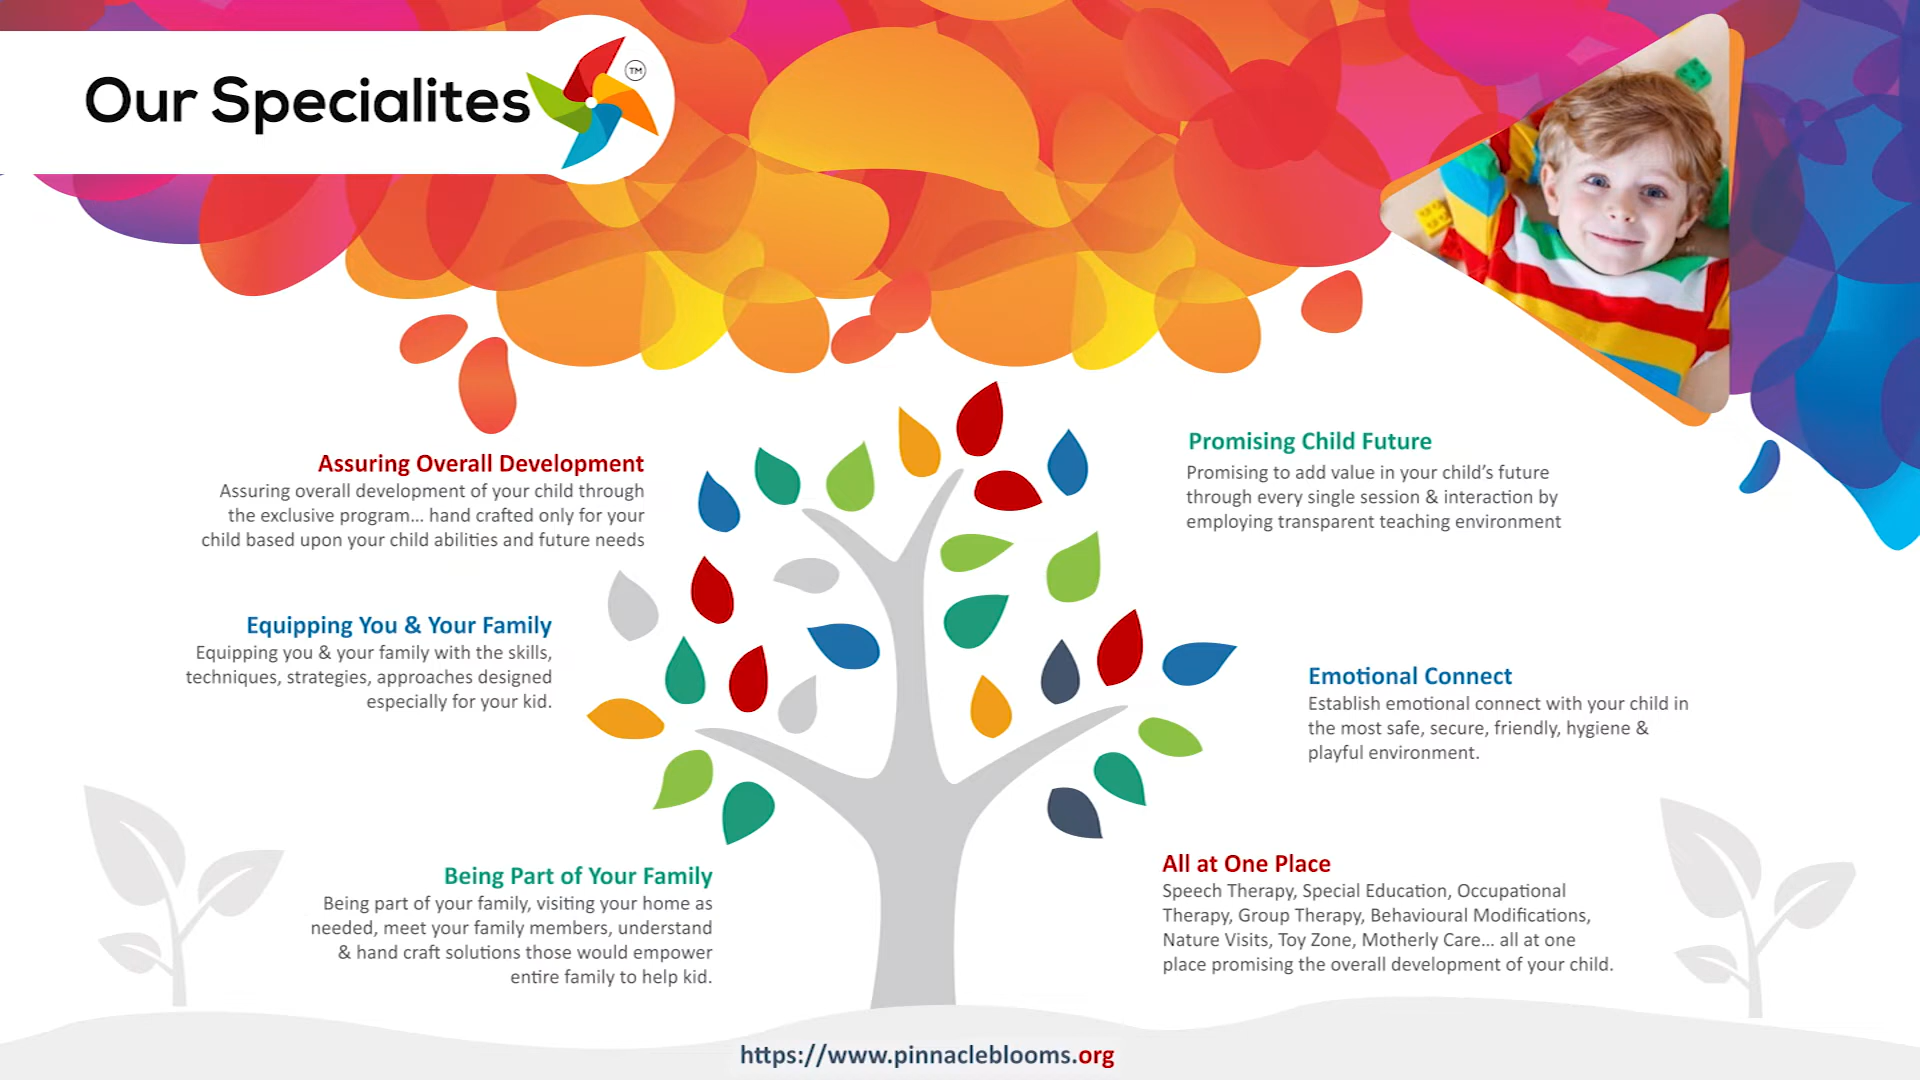 Our Specialites
TM
Assuring Overall Development
Assuring overall development of your child through
the exclusive program... hand crafted only for your
child based upon your child abilities and future needs
Equipping You & Your Family
Equipping you & your family with the skills,
techniques, strategies, approaches designed
especially for your kid.
Being Part of Your Family
Being part of your family, visiting your home as
needed, meet your family members, understand
& hand craft solutions those would empower
entire family to help kid.
Promising Child Future
Promising to add value in your child’s future
through every single session & interaction by
employing transparent teaching environment
Emotional Connect
Establish emotional connect with your child in
the most safe, secure, friendly, hygiene &
playful environment.
All at One Place
Speech Therapy, Special Education, Occupational
Therapy, Group Therapy, Behavioural Modifications,
Nature Visits, Toy Zone, Motherly Care... all at one
place promising the overall development of your child.
https://www.pinnacleblooms.org